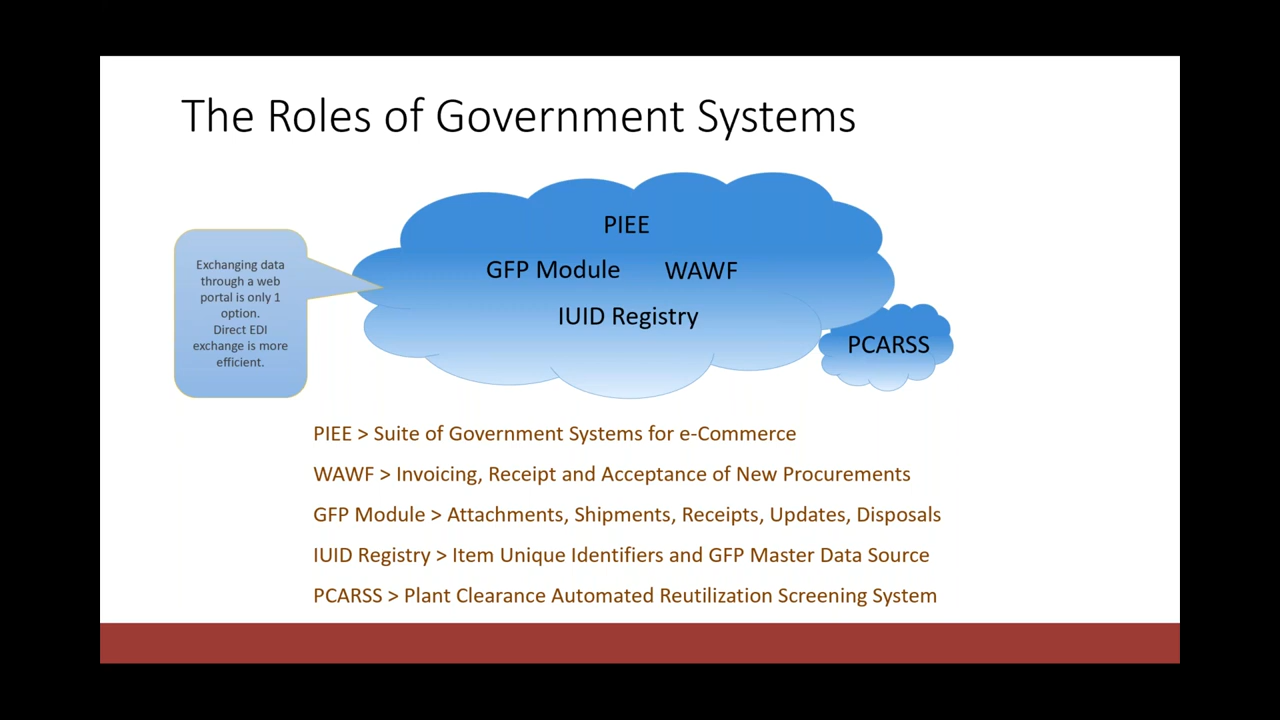 The Roles of Government Systems
PIEE
GFP Module WAWF
IUID Registry
PCARSS
Exchanging data
through a web
portal is only 1
option.
Direct EDI
exchange is more
efficient.
PIEE > Suite of Government Systems for e-Commerce
WAWF > Invoicing, Receipt and Acceptance of New Procurements
GFP Module > Attachments, Shipments, Receipts, Updates, Disposals
IUID Registry > Item Unique Identifiers and GFP Master Data Source
PCARSS > Plant Clearance Automated Reutilization Screening System